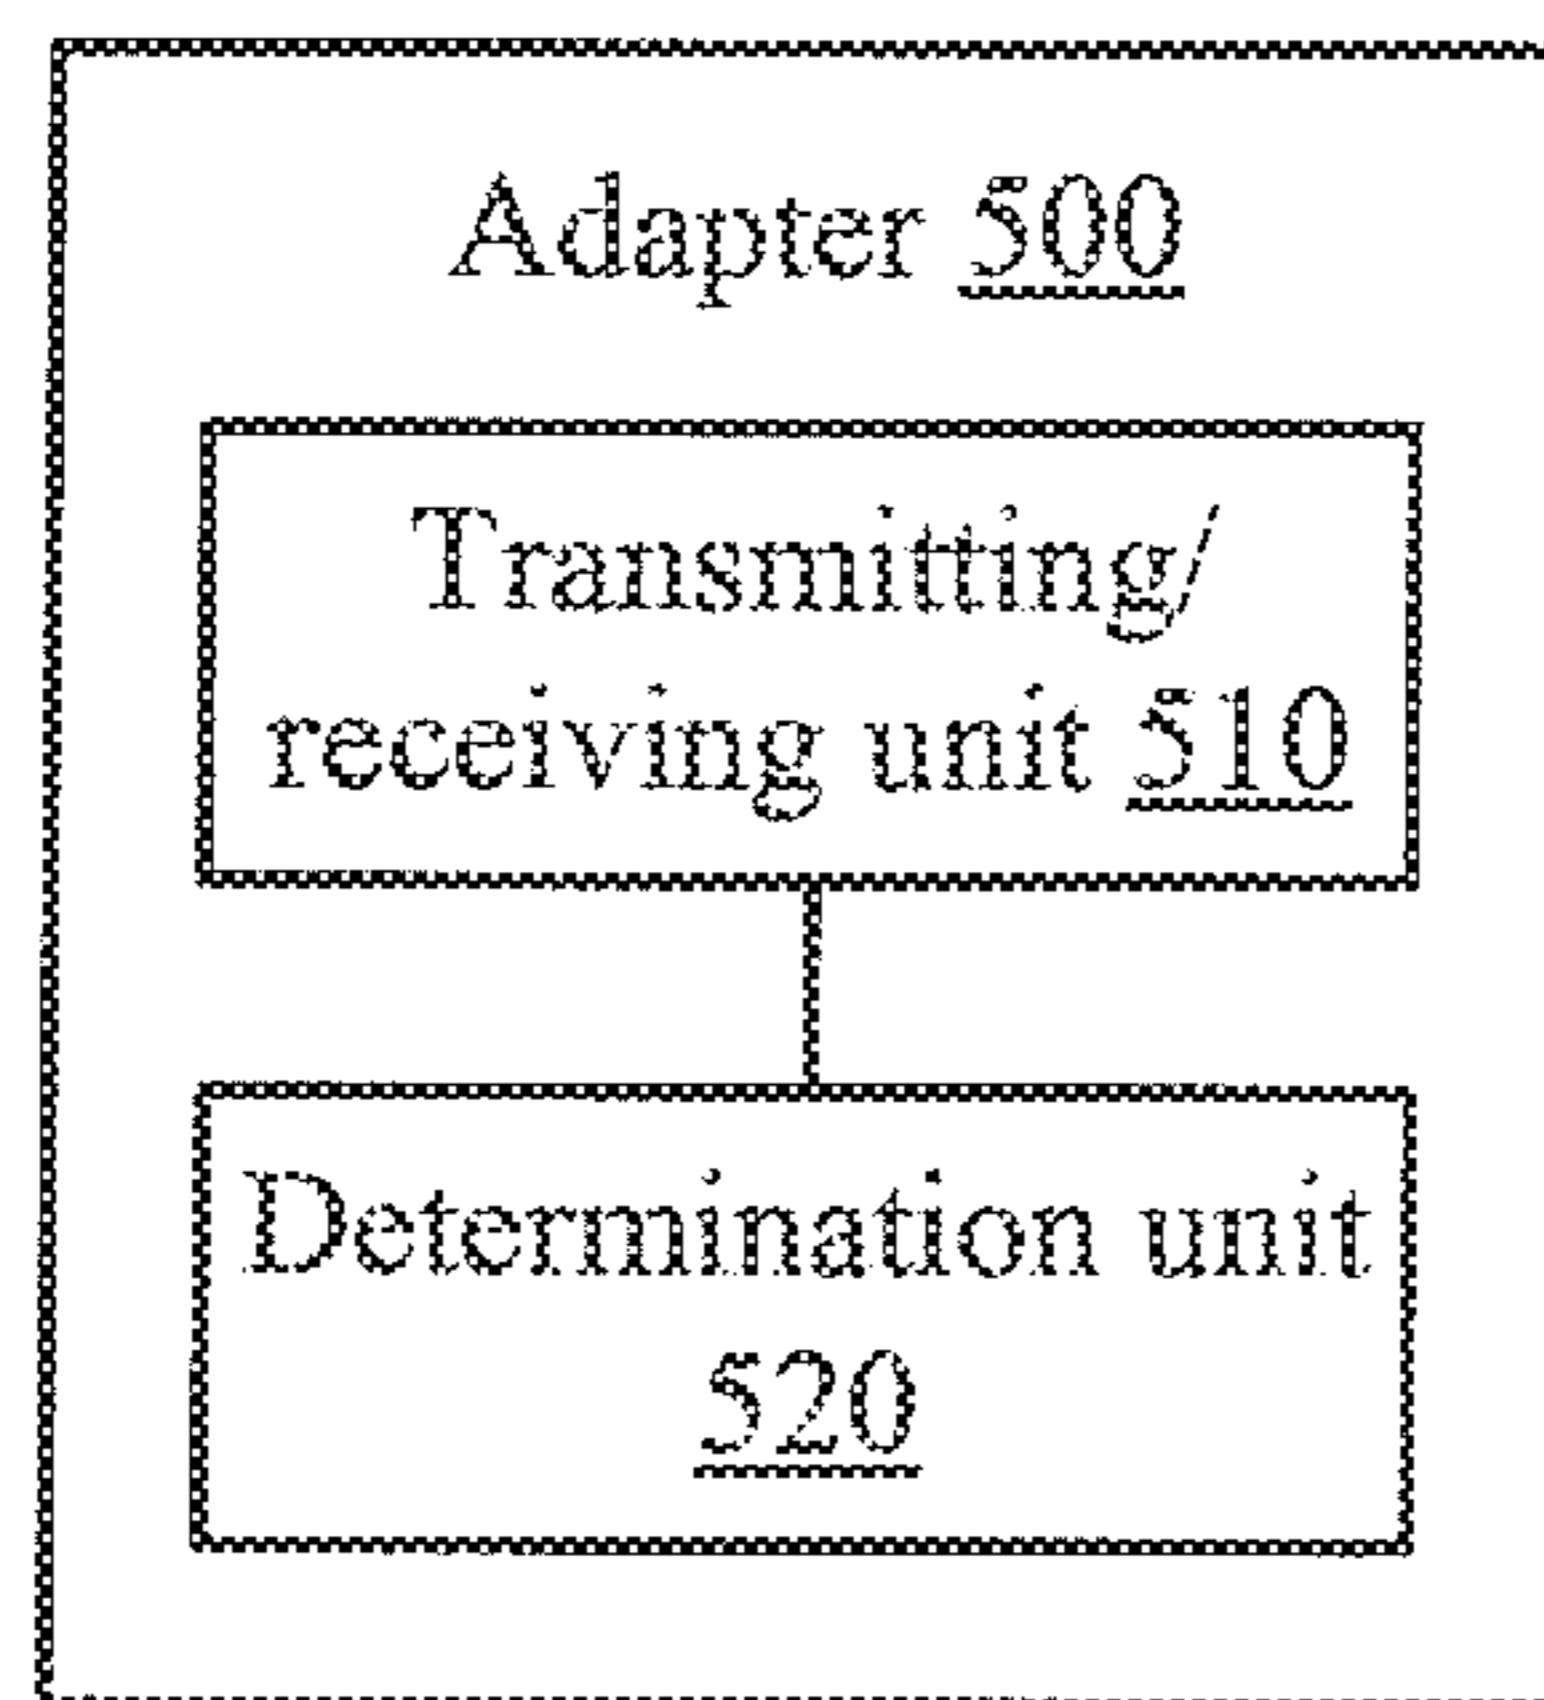 Adapter 500
Transmitting/
receiving unit 510
Determination unit
520